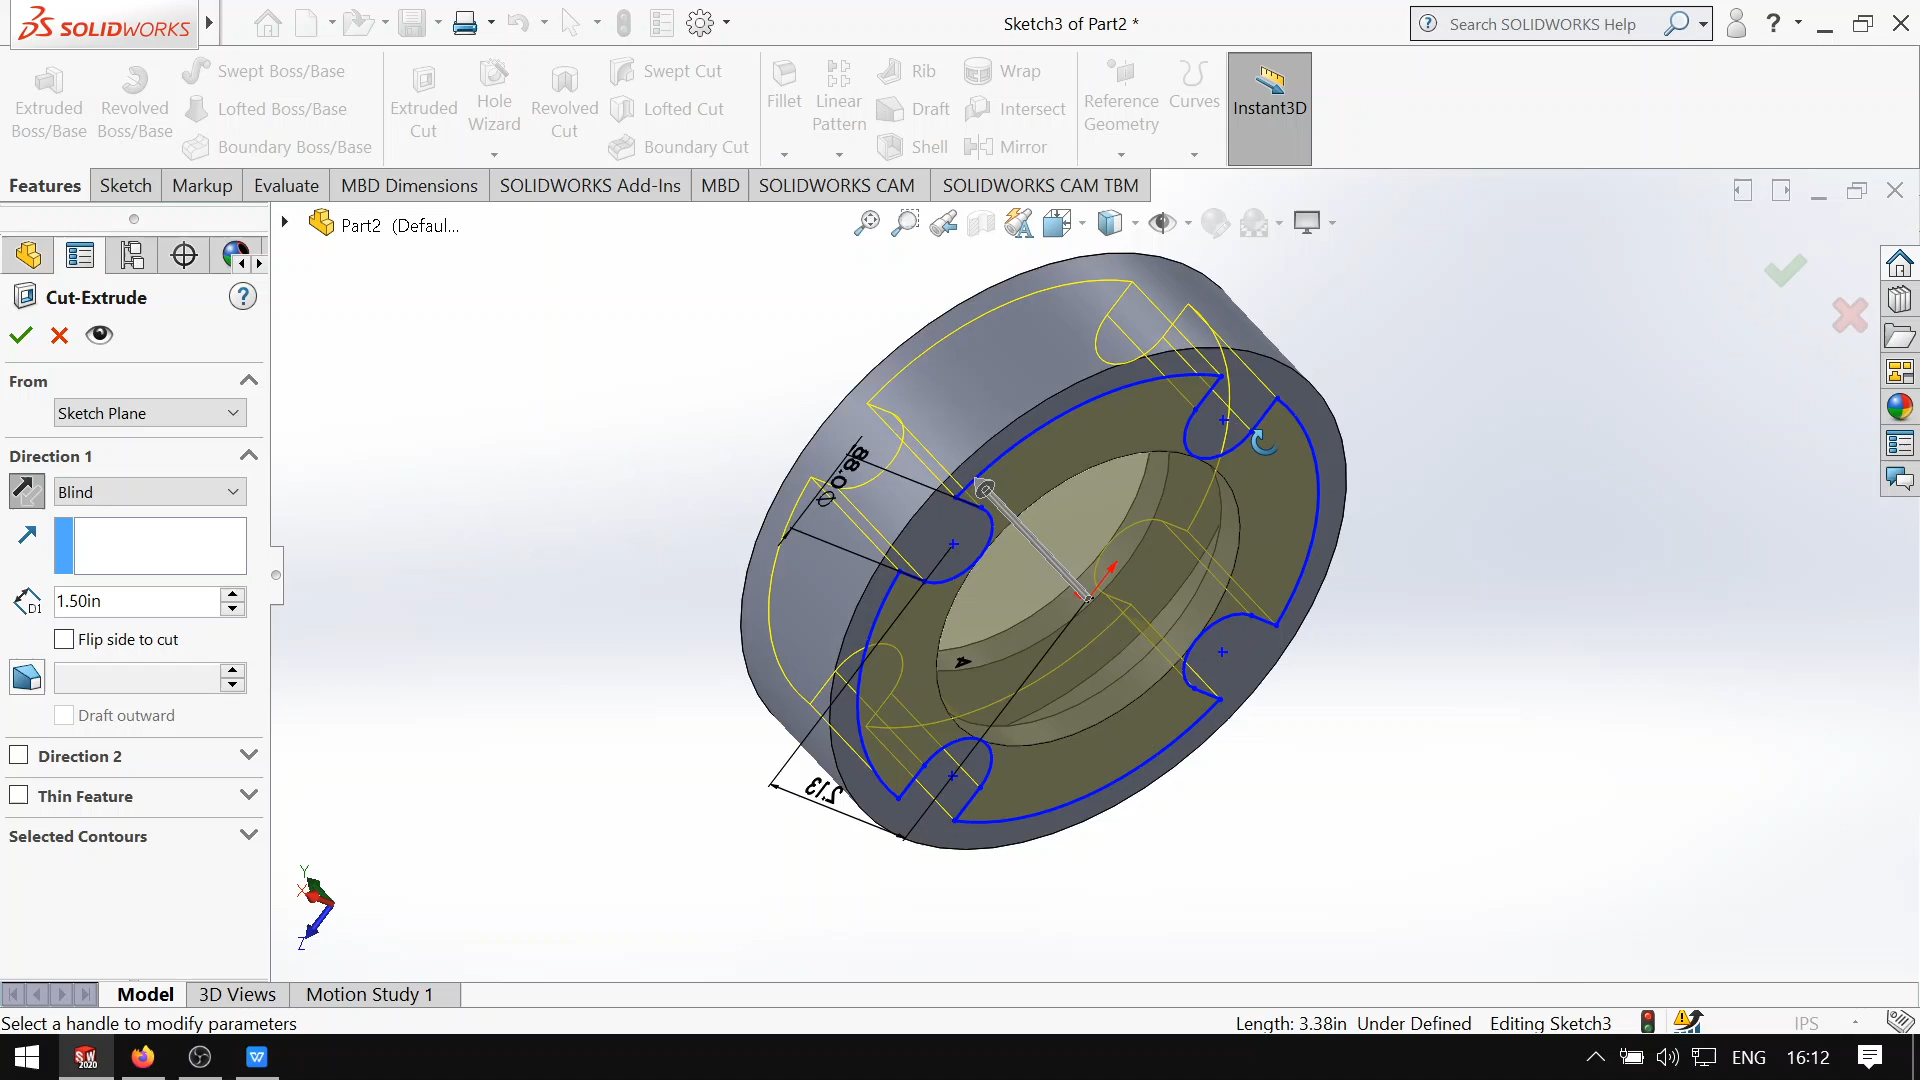 SOLIDWORKS
Sketch3 of Part2 *
Search SOLIDWORKS Help
Extruded Boss/Base
Revolved Boss/Base
Swept Boss/Base
Lofted Boss/Base
Boundary Boss/Base
Extruded Cut
Hole Wizard
Revolved Cut
Swept Cut
Lofted Cut
Boundary Cut
Fillet
Linear Pattern
Rib
Draft
Shell
Wrap
Intersect
Mirror
Reference Geometry
Curves
Instant3D
Features
Sketch
Markup
Evaluate
MBD Dimensions
SOLIDWORKS Add-Ins
MBD
SOLIDWORKS CAM
SOLIDWORKS CAM TBM
Part2 (Defaul...
Cut-Extrude
?
From
Sketch Plane
Direction 1
Blind
D1
1.50in
Flip side to cut
Draft outward
Direction 2
Thin Feature
Selected Contours
Ø0.88
4
2.13
Y
X
Z
Model
3D Views
Motion Study 1
Select a handle to modify parameters
Length: 3.38in
Under Defined
Editing Sketch3
IPS
SW 2020
W
ENG
16:12